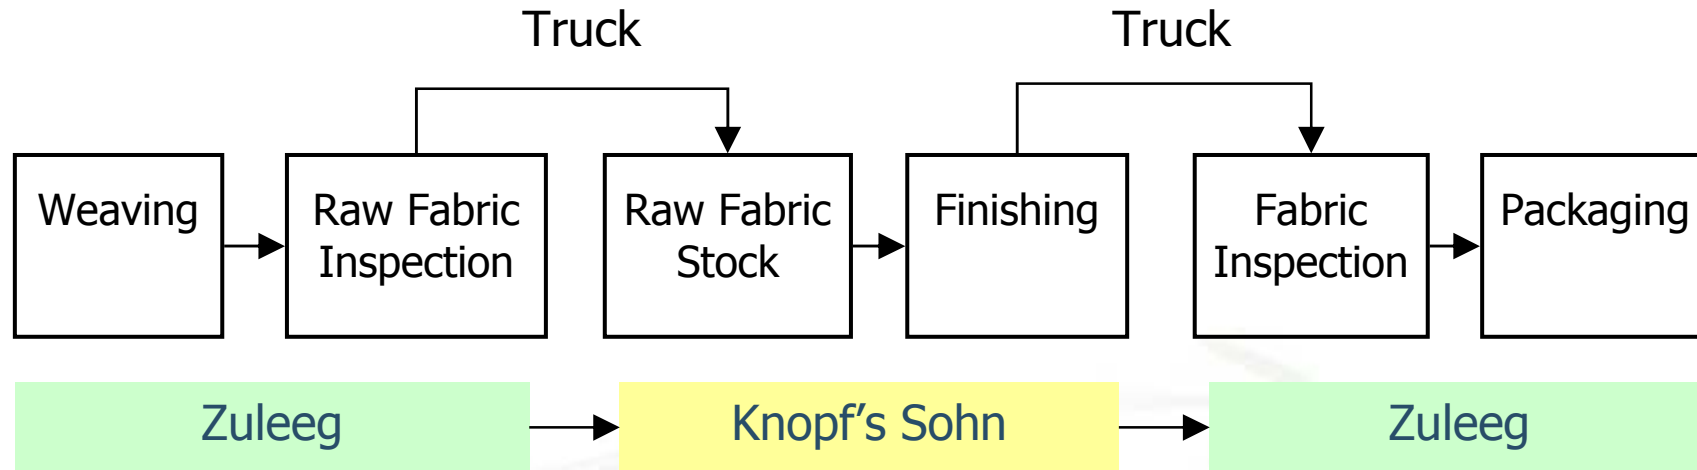 Truck
Truck
Weaving
Raw Fabric
Inspection
Raw Fabric
Stock
Finishing
Fabric
Inspection
Packaging
Zuleeg
Knopf’s Sohn
Zuleeg